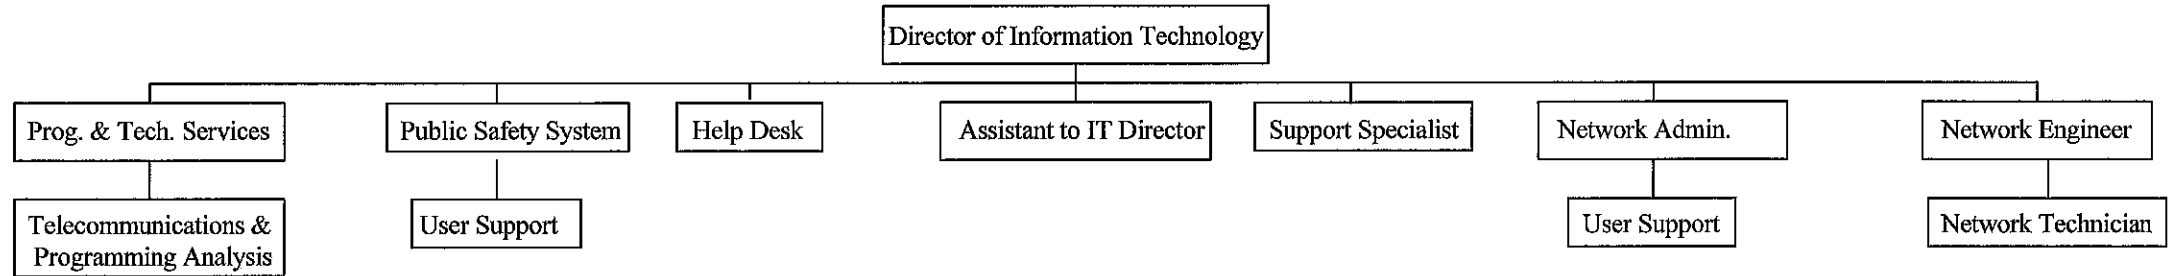 Director of Information Technology
Prog. & Tech. Services
Public Safety System
Help Desk
Assistant to IT Director
Support Specialist
Network Admin.
Network Engineer
Telecommunications &
Programming Analysis
User Support
User Support
Network Technician